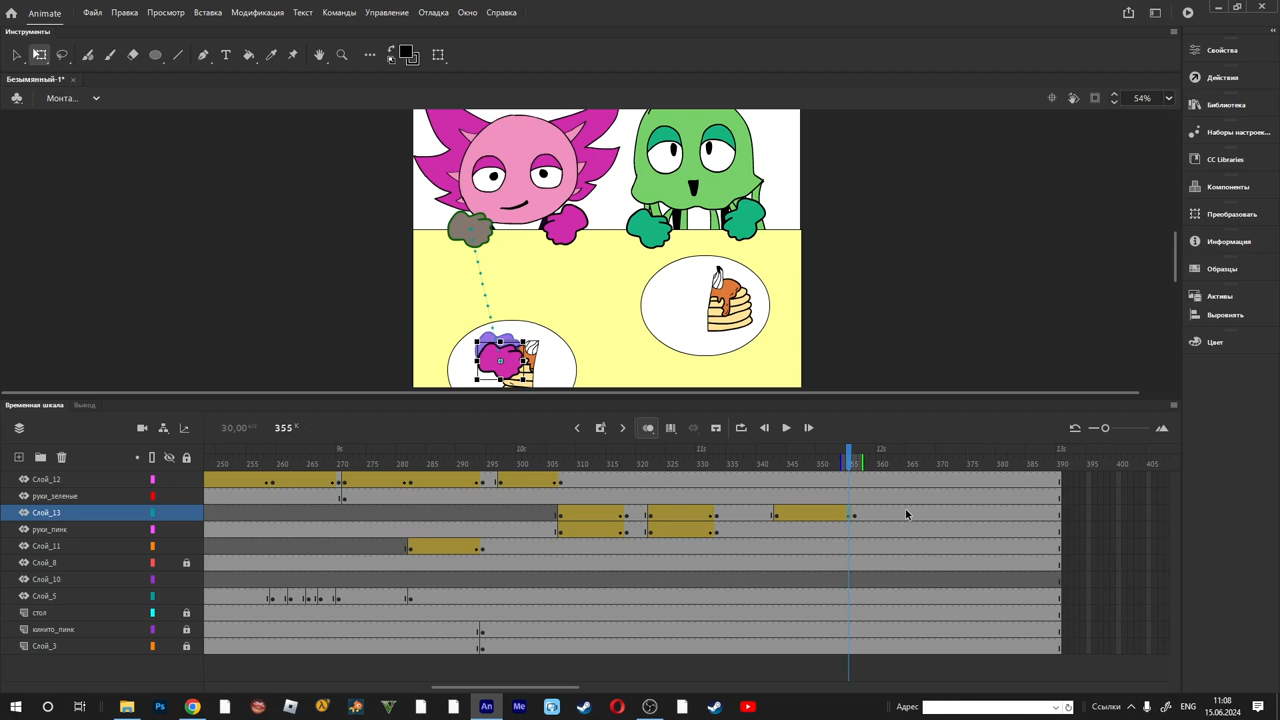 Animate Файл Правка Просмотр Вставка Модификация Текст Команды Управление Отладка Окно Справка
Инструменты
Безымянный-1*
Монта... 54%
Свойства
Действия
Библиотека
Наборы настроек...
CC Libraries
Компоненты
Преобразовать
Информация
Образцы
Активы
Выровнять
Цвет
Временная шкала Вывод
30,00 355 К
9s 10s 11s 12s 13s
250 255 260 265 270 275 280 285 290 295 300 305 310 315 320 325 330 335 340 345 350 355 360 365 370 375 380 385 390 395 400 405
Слой_12
руки_зеленые
Слой_13
руки_пинк
Слой_11
Слой_8
Слой_10
Слой_5
стол
кинито_пинк
Слой_3
Ps An Me Адрес Ссылки ENG 11:08
15.06.2024